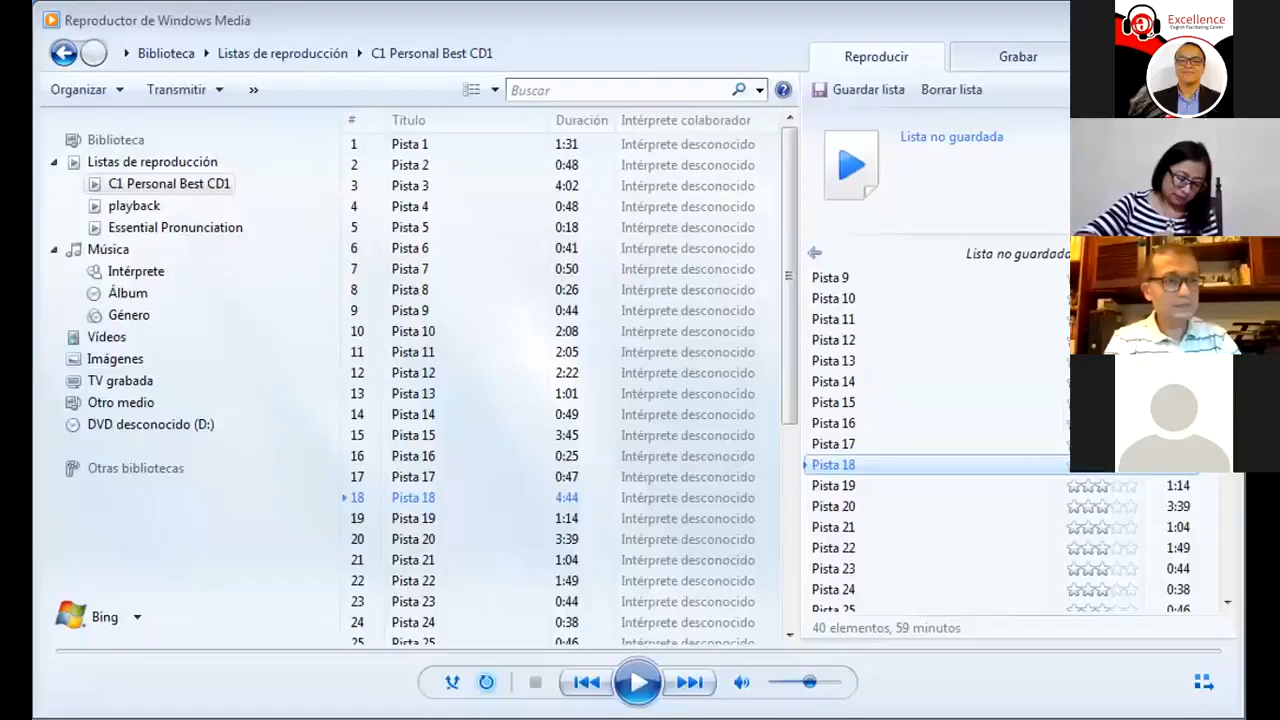 Reproductor de Windows Media
Biblioteca Listas de reproducción C1 Personal Best CD1
Reproducir Grabar
Organizar Transmitir » Buscar
Guardar lista Borrar lista
# Título Duración Intérprete colaborador
Biblioteca
Listas de reproducción
C1 Personal Best CD1
playback
Essential Pronunciation
Música
Intérprete
Álbum
Género
Vídeos
Imágenes
TV grabada
Otro medio
DVD desconocido (D:)
Otras bibliotecas
Bing
1 Pista 1 1:31 Intérprete desconocido
2 Pista 2 0:48 Intérprete desconocido
3 Pista 3 4:02 Intérprete desconocido
4 Pista 4 0:48 Intérprete desconocido
5 Pista 5 0:18 Intérprete desconocido
6 Pista 6 0:41 Intérprete desconocido
7 Pista 7 0:50 Intérprete desconocido
8 Pista 8 0:26 Intérprete desconocido
9 Pista 9 0:44 Intérprete desconocido
10 Pista 10 2:08 Intérprete desconocido
11 Pista 11 2:05 Intérprete desconocido
12 Pista 12 2:22 Intérprete desconocido
13 Pista 13 1:01 Intérprete desconocido
14 Pista 14 0:49 Intérprete desconocido
15 Pista 15 3:45 Intérprete desconocido
16 Pista 16 0:25 Intérprete desconocido
17 Pista 17 0:47 Intérprete desconocido
18 Pista 18 4:44 Intérprete desconocido
19 Pista 19 1:14 Intérprete desconocido
20 Pista 20 3:39 Intérprete desconocido
21 Pista 21 1:04 Intérprete desconocido
22 Pista 22 1:49 Intérprete desconocido
23 Pista 23 0:44 Intérprete desconocido
24 Pista 24 0:38 Intérprete desconocido
25 Pista 25 0:46 Intérprete desconocido
Lista no guardada
Lista no guardada
Pista 9
Pista 10
Pista 11
Pista 12
Pista 13
Pista 14
Pista 15
Pista 16
Pista 17
Pista 18
Pista 19 1:14
Pista 20 3:39
Pista 21 1:04
Pista 22 1:49
Pista 23 0:44
Pista 24 0:38
Pista 25 0:46
40 elementos, 59 minutos
Excellence
English Facilitating Center